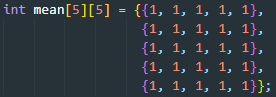 int mean[5][5] = {{1, 1, 1, 1, 1},
{1, 1, 1, 1, 1},
{1, 1, 1, 1, 1},
{1, 1, 1, 1, 1},
{1, 1, 1, 1, 1}};